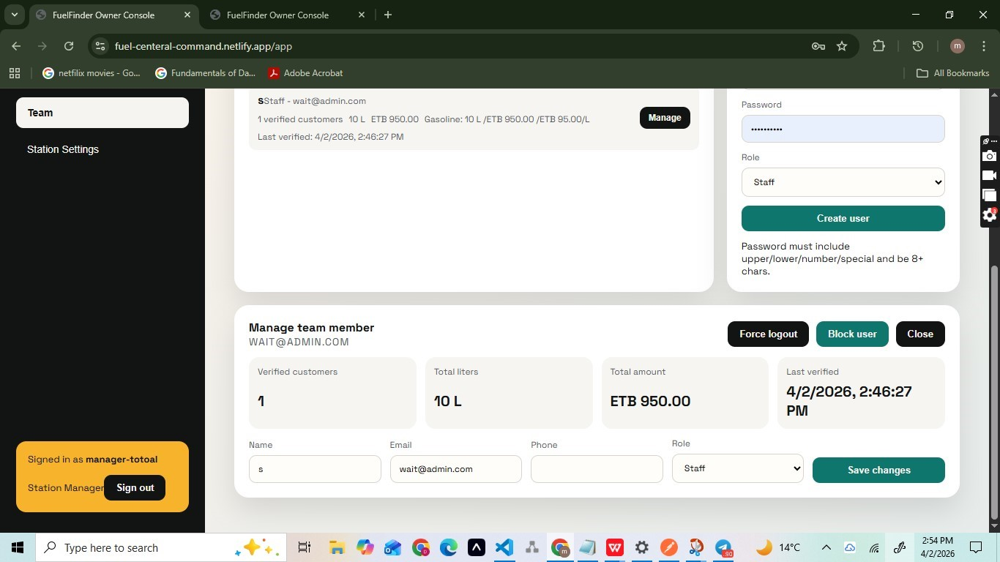 FuelFinder Owner Console
FuelFinder Owner Console
fuel-centeral-command.netlify.app/app
m
netfilix movies - Go...
Fundamentals of Da...
Adobe Acrobat
All Bookmarks
Team
Station Settings
SStaff - wait@admin.com
1 verified customers 10 L ETB 950.00 Gasoline: 10 L /ETB 950.00 /ETB 95.00/L
Last verified: 4/2/2026, 2:46:27 PM
Manage
Password
Role
Staff
Create user
Password must include
upper/lower/number/special and be 8+
chars.
Manage team member
WAIT@ADMIN.COM
Force logout
Block user
Close
Verified customers
1
Total liters
10 L
Total amount
ETB 950.00
Last verified
4/2/2026, 2:46:27
PM
Name
s
Email
wait@admin.com
Phone
Role
Staff
Save changes
Signed in as manager-totoal
Station Manager
Sign out
Type here to search
14°C
2:54 PM
4/2/2026